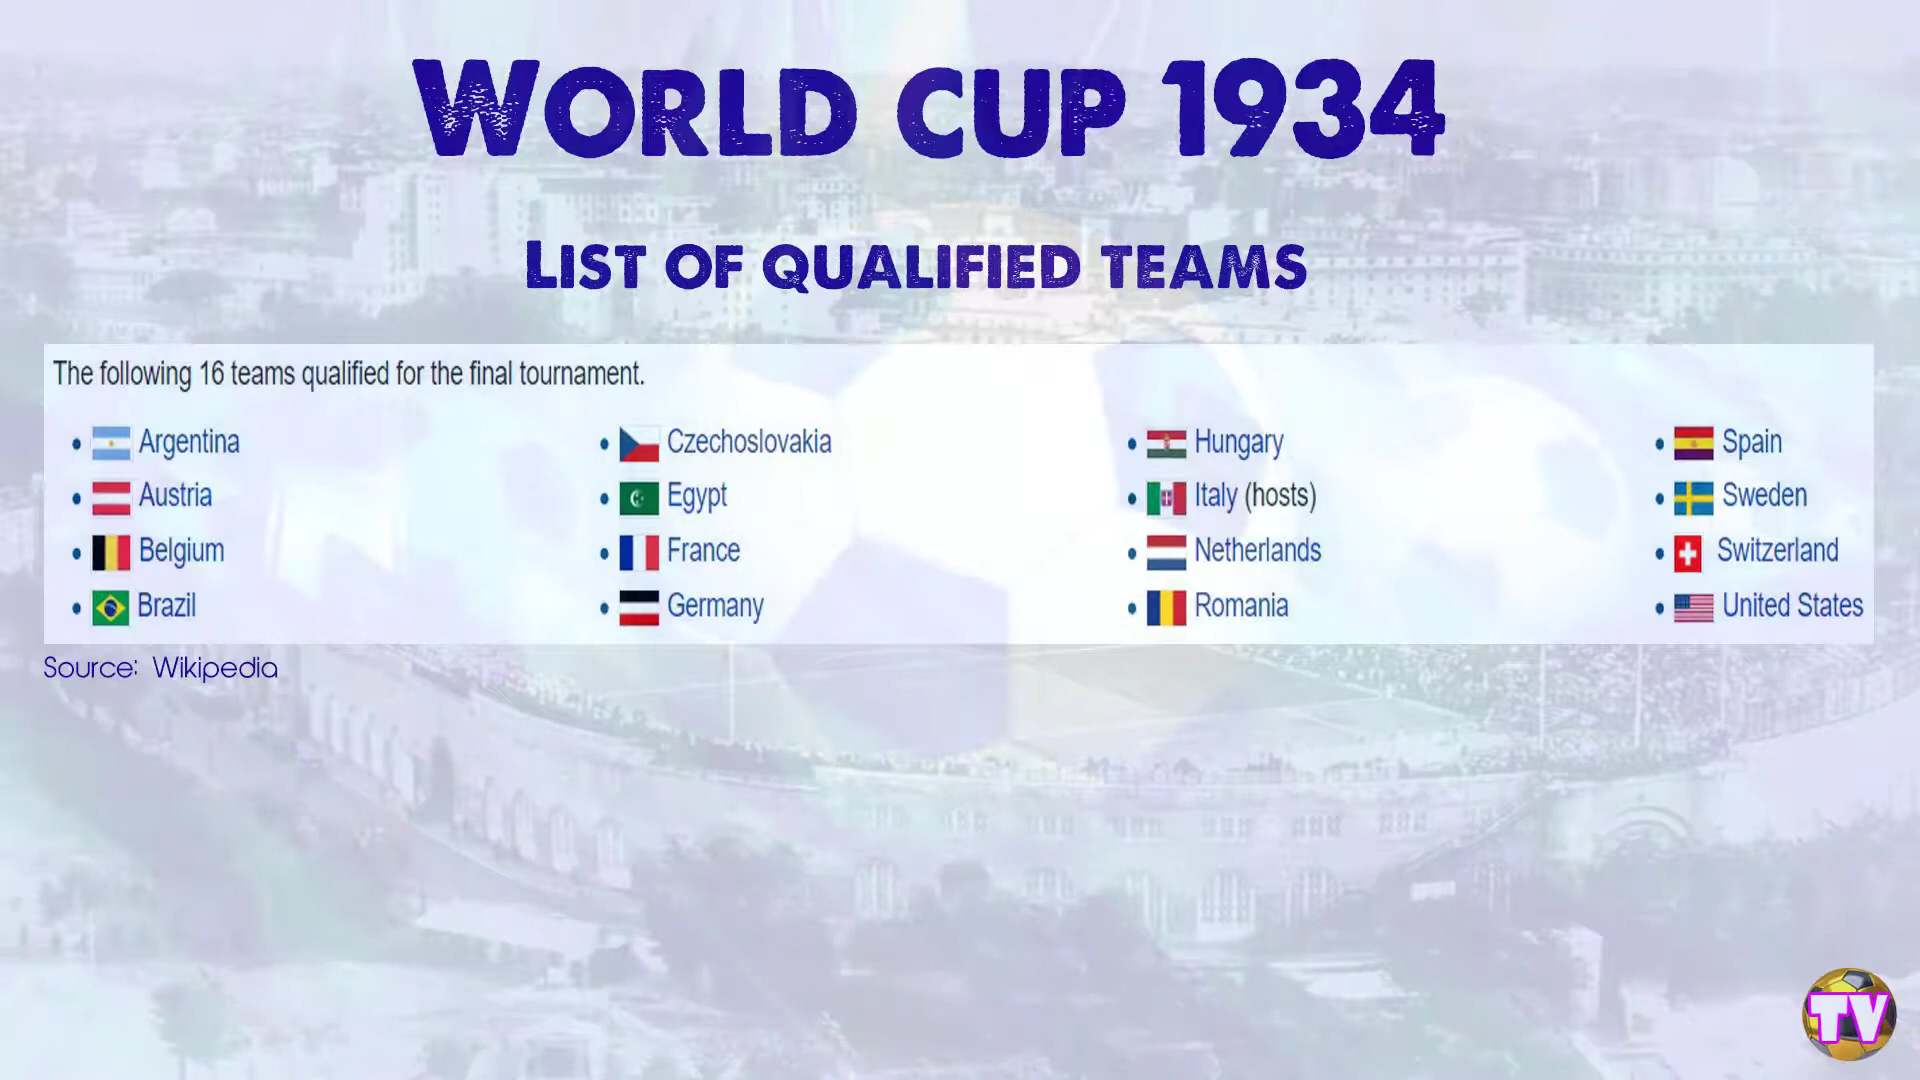 WORLD CUP 1934
LIST OF QUALIFIED TEAMS
The following 16 teams qualified for the final tournament.
• Argentina
• Austria
• Belgium
• Brazil
• Czechoslovakia
• Egypt
• France
• Germany
• Hungary
• Italy (hosts)
• Netherlands
• Romania
• Spain
• Sweden
• Switzerland
• United States
Source: Wikipedia
TV